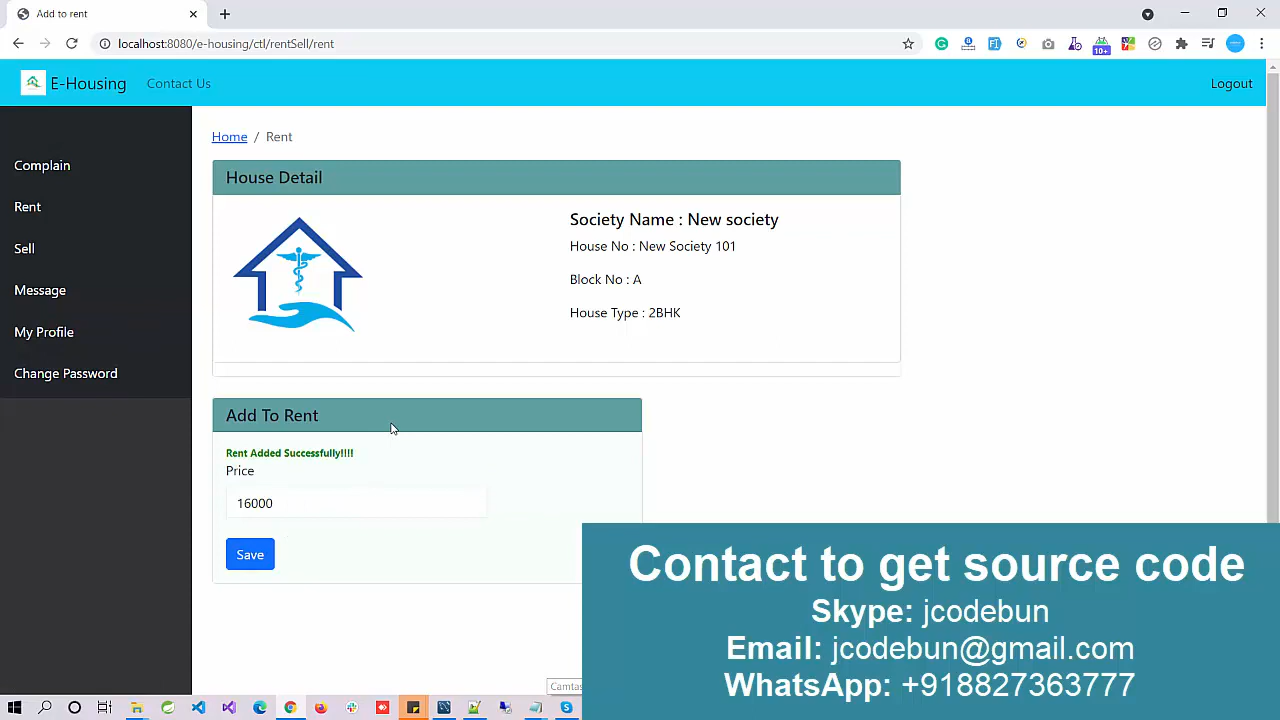 Add to rent
localhost:8080/e-housing/ctl/rentSell/rent
10+
E-Housing
Contact Us
Logout
Complain
Rent
Sell
Message
My Profile
Change Password
Home / Rent
House Detail
Society Name : New society
House No : New Society 101
Block No : A
House Type : 2BHK
Add To Rent
Rent Added Successfully!!!!
Price
16000
Save
Contact to get source code
Skype: jcodebun
Email: jcodebun@gmail.com
WhatsApp: +918827363777